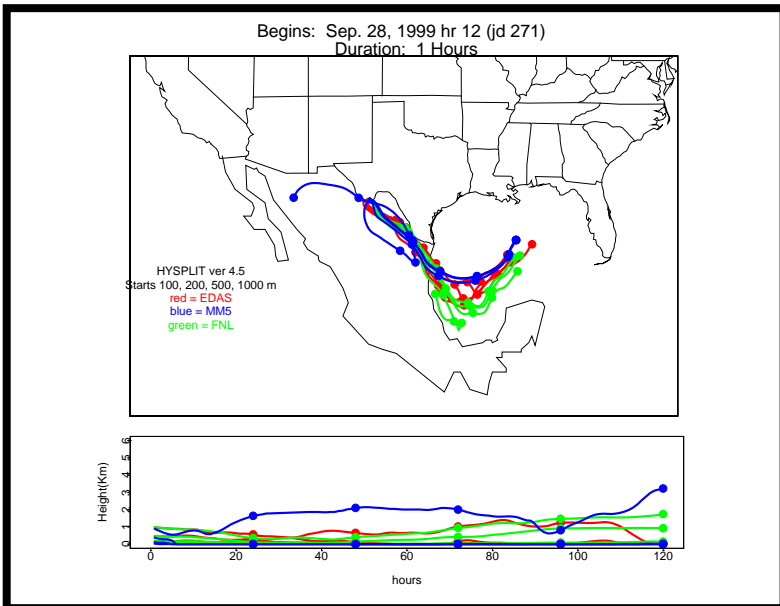 Begins:  Sep. 28, 1999 hr 12 (jd 271)
Duration:  1 Hours
HYSPLIT ver 4.5
Starts 100, 200, 500, 1000 m
red = EDAS
blue = MM5
green = FNL
Height(Km)
6
5
4
3
2
1
0
0 20 40 60 80 100 120
hours